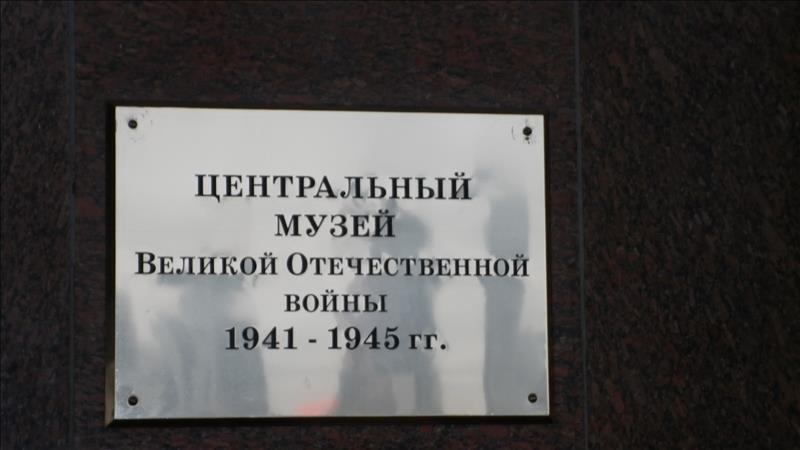 ЦЕНТРАЛЬНЫЙ
МУЗЕЙ
ВЕЛИКОЙ ОТЕЧЕСТВЕННОЙ
ВОЙНЫ
1941 - 1945 гг.